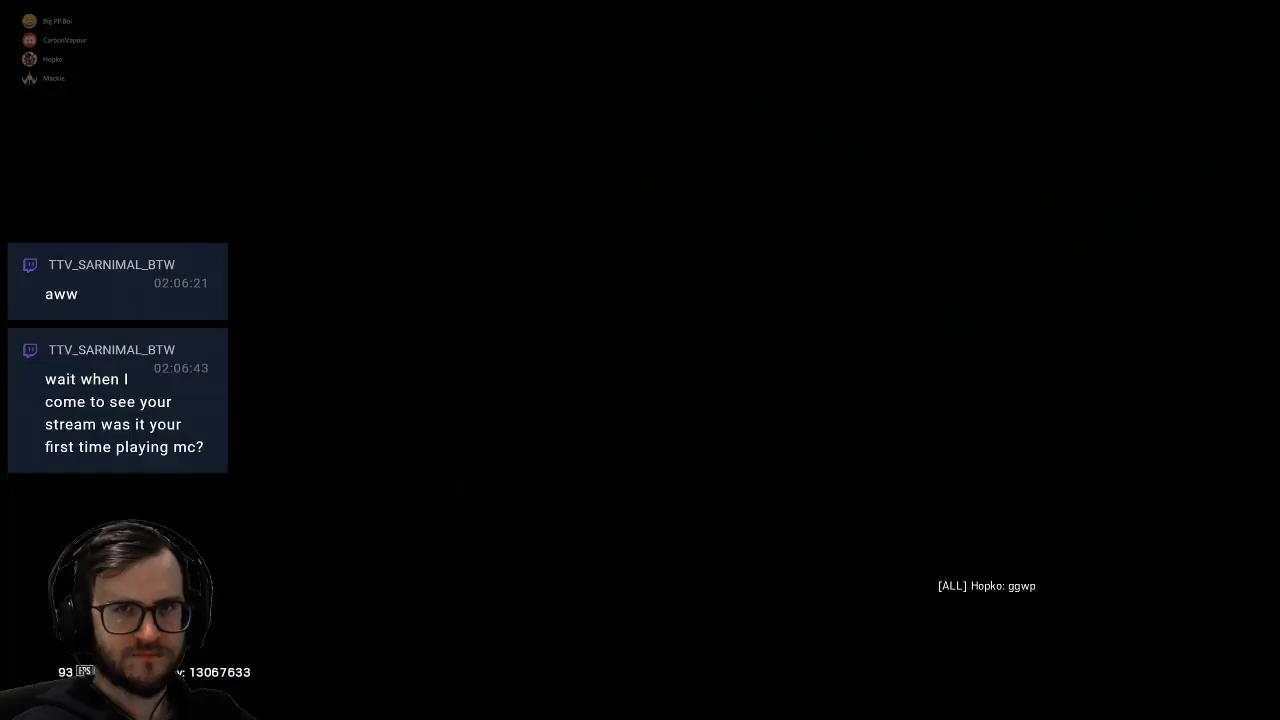 Big PP Boi
CarbonVapour
Hopko
Mackie
TTV_SARNIMAL_BTW
02:06:21
aww
TTV_SARNIMAL_BTW
02:06:43
wait when I
come to see your
stream was it your
first time playing mc?
[ALL] Hopko: ggwp
93 FPS y: 13067633